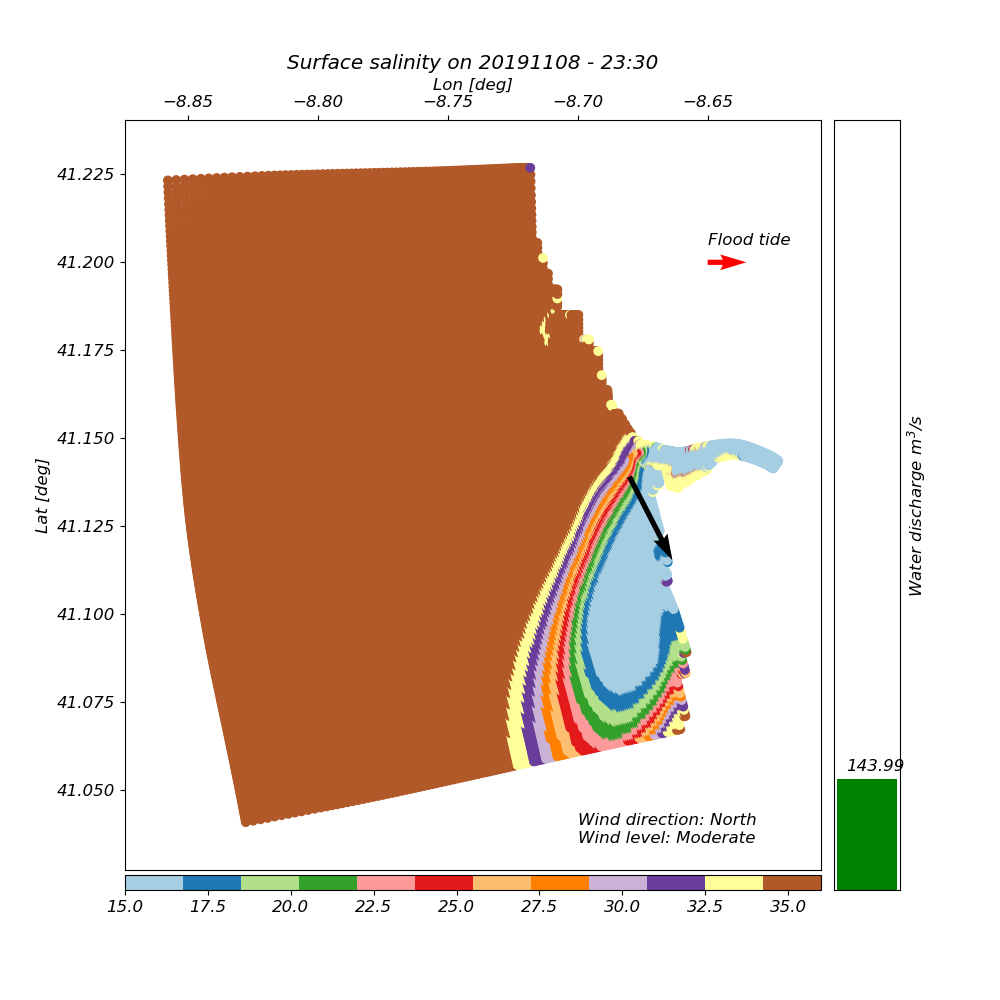 Surface salinity on 20191108 - 23:30
Lon [deg]
−8.85 −8.80 −8.75 −8.70 −8.65
41.225
41.200
41.175
41.150
41.125
41.100
41.075
41.050
Lat [deg]
Flood tide
Wind direction: North
Wind level: Moderate
143.99
Water discharge m³/s
15.0 17.5 20.0 22.5 25.0 27.5 30.0 32.5 35.0